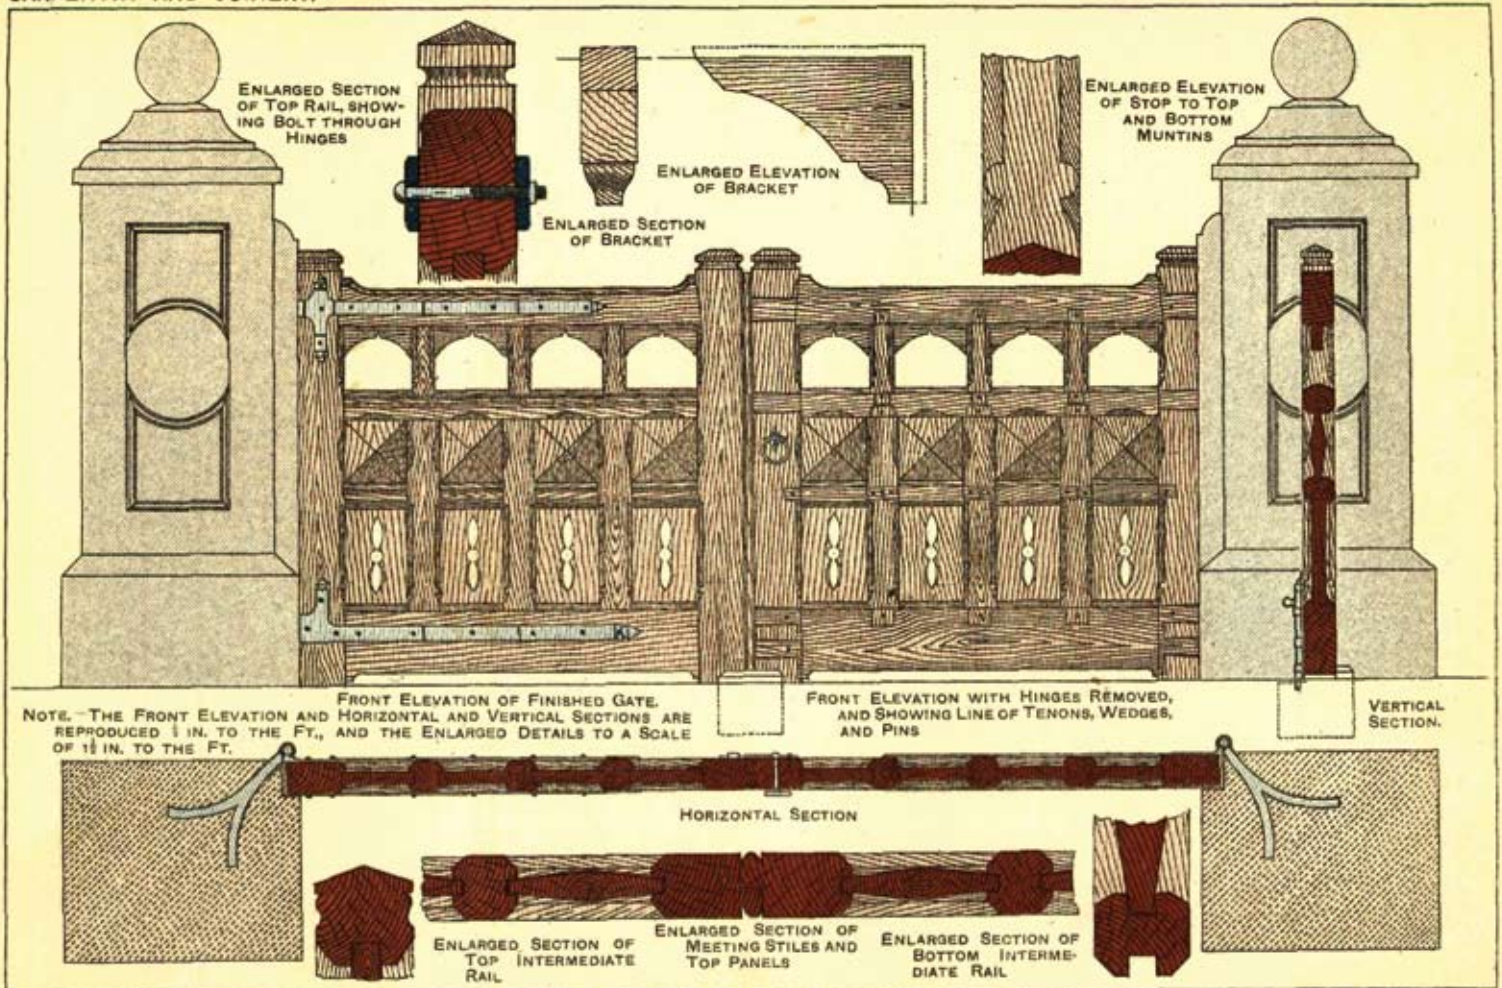 ENLARGED SECTION
OF TOP RAIL, SHOW-
ING BOLT THROUGH
HINGES
ENLARGED ELEVATION
OF BRACKET
ENLARGED SECTION
OF BRACKET
ENLARGED ELEVATION
OF STOP TO TOP
AND BOTTOM
MUNTINS
FRONT ELEVATION OF FINISHED GATE.
FRONT ELEVATION WITH HINGES REMOVED,
AND SHOWING LINE OF TENONS, WEDGES,
AND PINS
VERTICAL
SECTION.
NOTE.—THE FRONT ELEVATION AND HORIZONTAL AND VERTICAL SECTIONS ARE
REPRODUCED IN. TO THE FT., AND THE ENLARGED DETAILS TO A SCALE
OF IN. TO THE FT.
HORIZONTAL SECTION
ENLARGED SECTION OF
TOP INTERMEDIATE
RAIL
ENLARGED SECTION OF
MEETING STILES AND
TOP PANELS
ENLARGED SECTION OF
BOTTOM INTERME-
DIATE RAIL